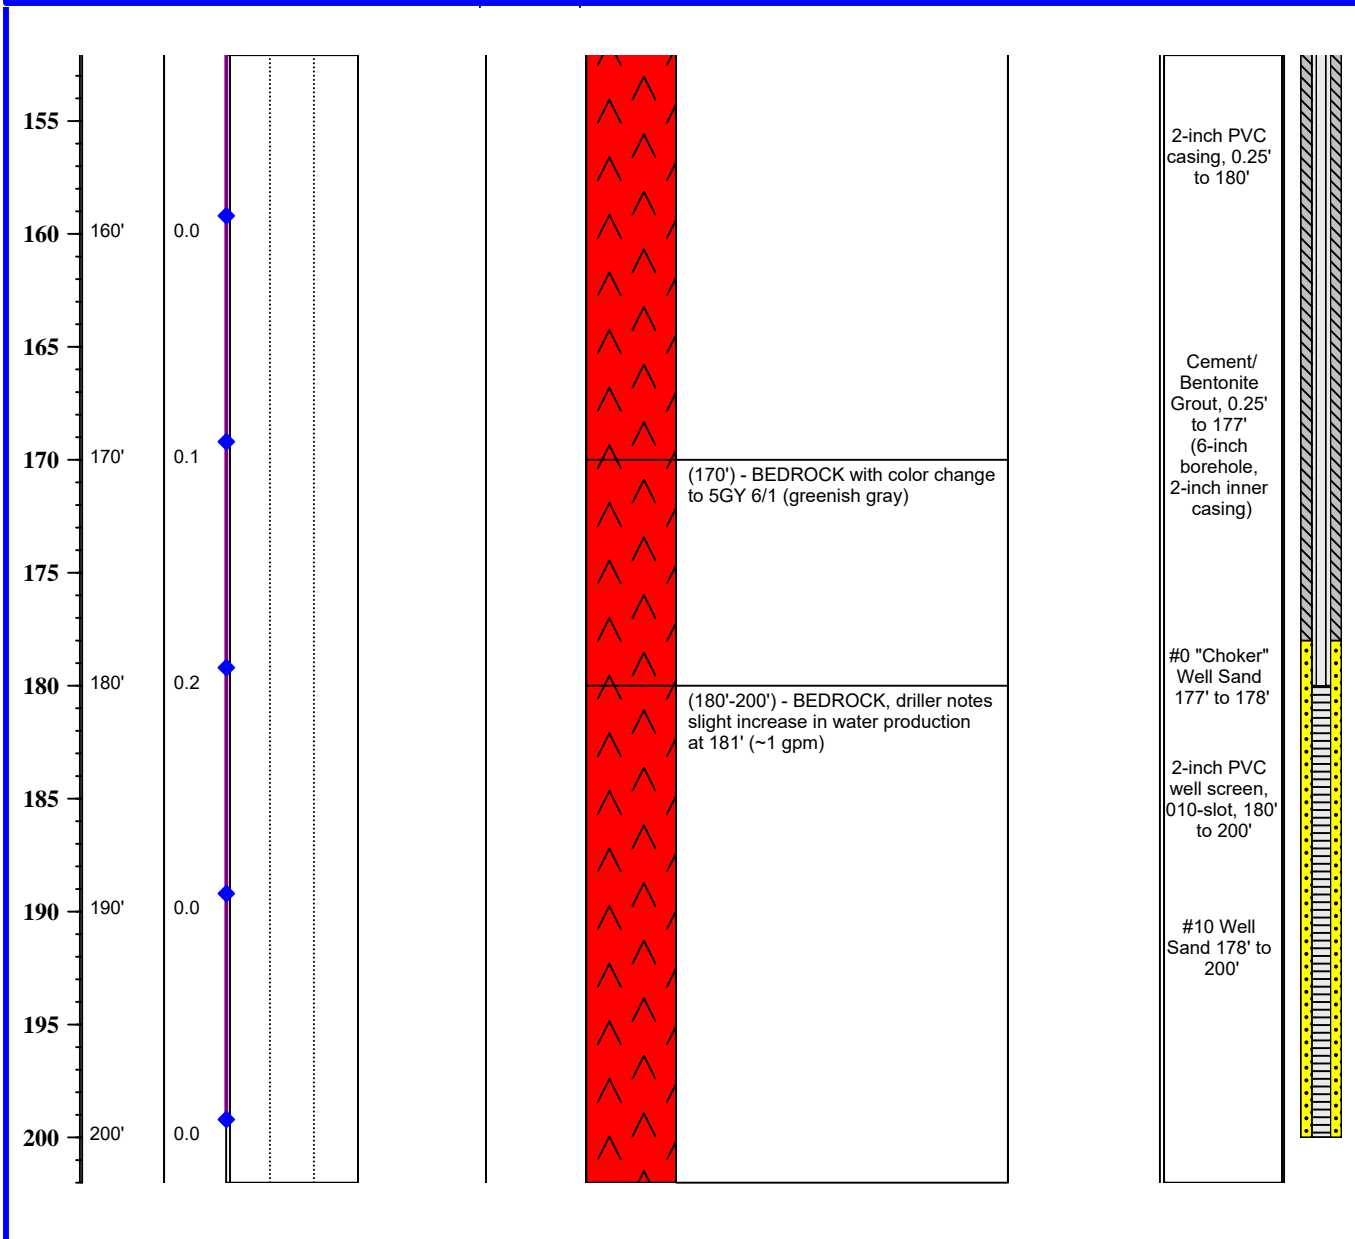 155
160
165
170
175
180
185
190
195
200
160'
170'
180'
190'
200'
0.0
0.1
0.2
0.0
0.0
(170') - BEDROCK with color change
to 5GY 6/1 (greenish gray)
(180'-200') - BEDROCK, driller notes
slight increase in water production
at 181' (~1 gpm)
2-inch PVC
casing, 0.25'
to 180'
Cement/
Bentonite
Grout, 0.25'
to 177'
(6-inch
borehole,
2-inch inner
casing)
#0 "Choker"
Well Sand
177' to 178'
2-inch PVC
well screen,
010-slot, 180'
to 200'
#10 Well
Sand 178' to
200'